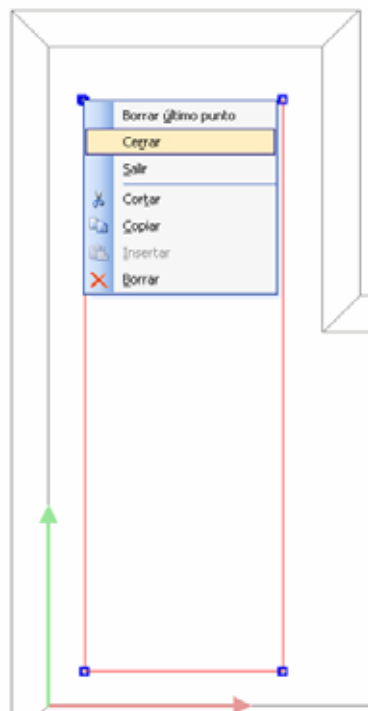 Borrar último punto
Cerrar
Salir
Cortar
Copiar
Insertar
Borrar